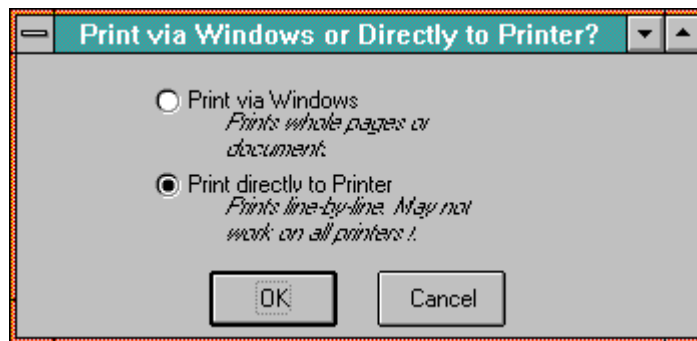 Print via Windows or Directly to Printer?
Print via Windows
Prints whole pages or
document.
Print directly to Printer
Prints line-by-line. May not
work on all printers !.
OK
Cancel